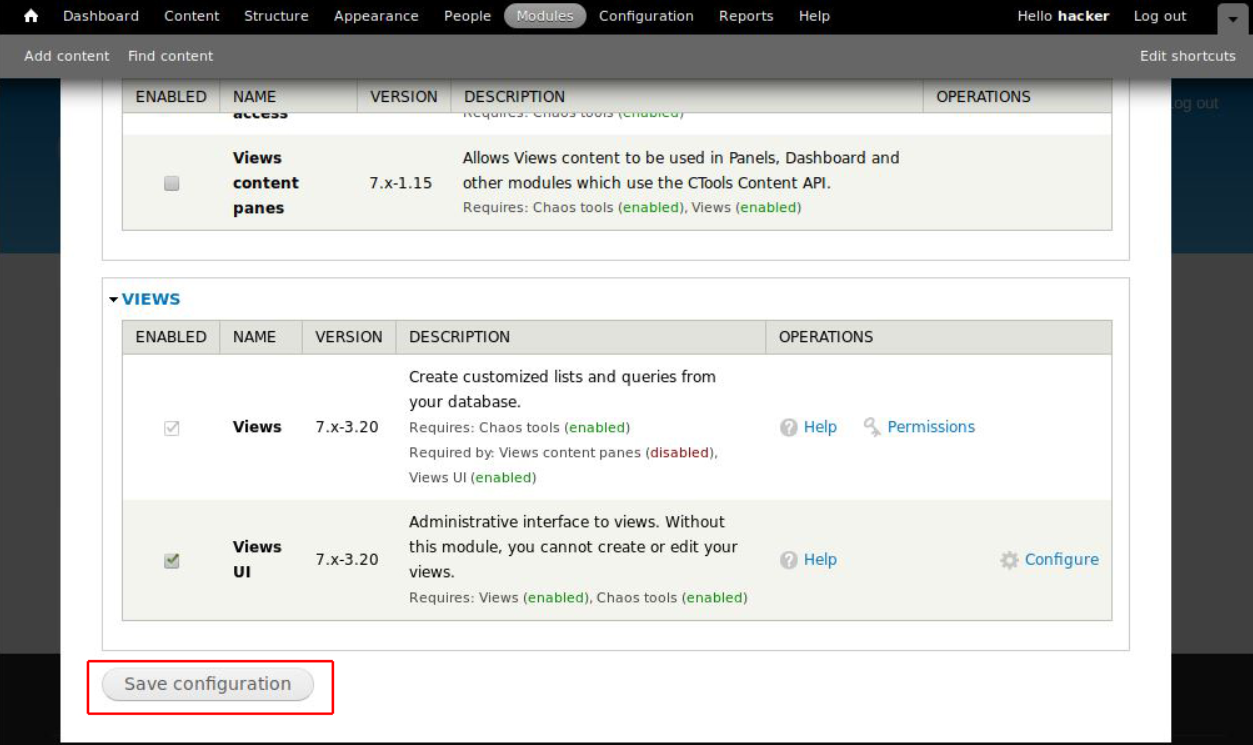 Dashboard Content Structure Appearance People Modules Configuration Reports Help Hello hacker Log out
Add content Find content Edit shortcuts
ENABLED NAME VERSION DESCRIPTION OPERATIONS
log out
access Requires: Chaos tools (enabled)
Views content panes
7.x-1.15
Allows Views content to be used in Panels, Dashboard and
other modules which use the CTools Content API.
Requires: Chaos tools (enabled), Views (enabled)
VIEWS
ENABLED NAME VERSION DESCRIPTION OPERATIONS
Views
7.x-3.20
Create customized lists and queries from
your database.
Requires: Chaos tools (enabled)
Required by: Views content panes (disabled),
Views UI (enabled)
Help Permissions
Views
UI
7.x-3.20
Administrative interface to views. Without
this module, you cannot create or edit your
views.
Requires: Views (enabled), Chaos tools (enabled)
Help Configure
Save configuration